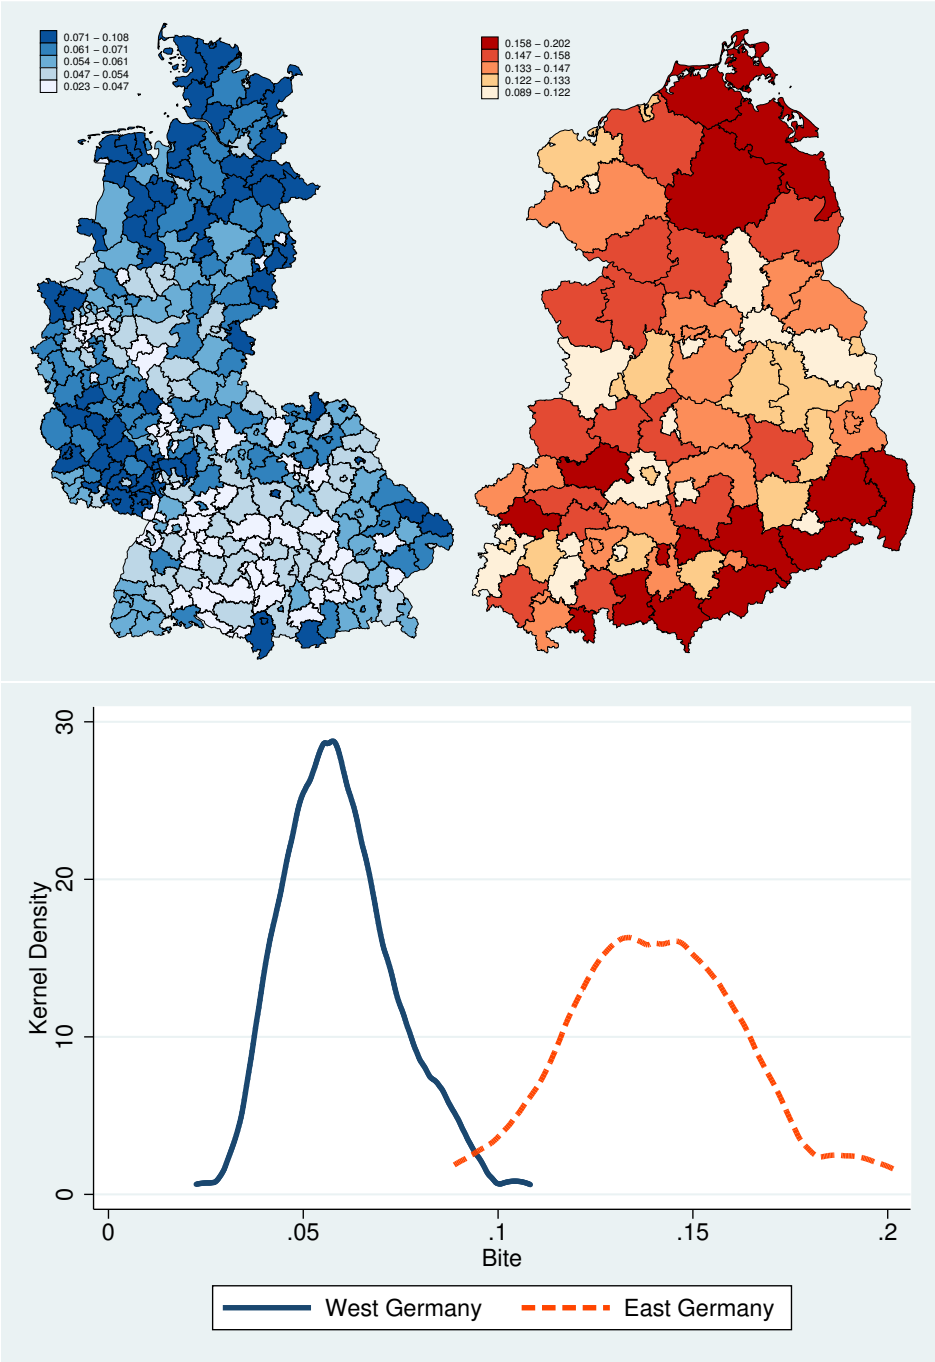 0.071 – 0.108
0.061 – 0.071
0.054 – 0.061
0.047 – 0.054
0.023 – 0.047
0.158 – 0.202
0.147 – 0.158
0.133 – 0.147
0.122 – 0.133
0.089 – 0.122
30
20
10
0
Kernel Density
0 .05 .1 .15 .2
Bite
West Germany East Germany